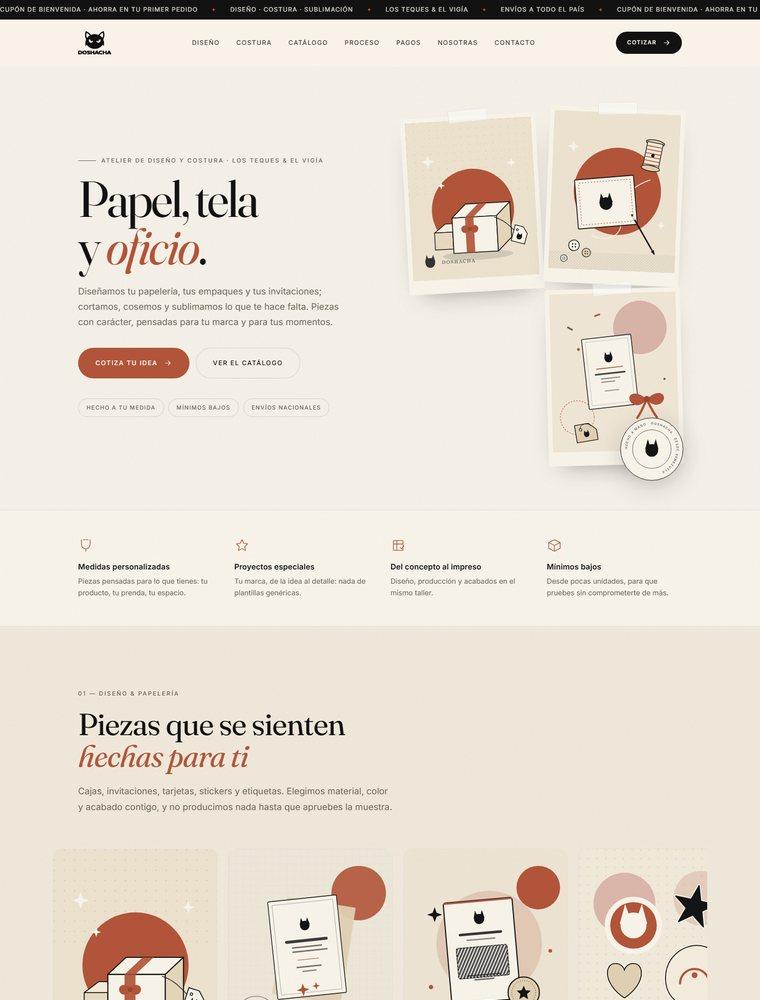 CUPÓN DE BIENVENIDA · AHORRA EN TU PRIMER PEDIDO ✦ DISEÑO · COSTURA · SUBLIMACIÓN ✦ LOS TEQUES & EL VIGÍA ✦ ENVÍOS A TODO EL PAÍS ✦ CUPÓN DE BIENVENIDA · AHORRA EN TU
DOSHACHA
DISEÑO COSTURA CATÁLOGO PROCESO PAGOS NOSOTRAS CONTACTO
COTIZAR →
ATELIER DE DISEÑO Y COSTURA · LOS TEQUES & EL VIGÍA
Papel, tela
y oficio.
Diseñamos tu papelería, tus empaques y tus invitaciones;
cortamos, cosemos y sublimamos lo que te hace falta. Piezas
con carácter, pensadas para tu marca y para tus momentos.
COTIZA TU IDEA →
VER EL CATÁLOGO
HECHO A TU MEDIDA
MÍNIMOS BAJOS
ENVÍOS NACIONALES
DOSHACHA
HECHO A MANO · DOSHACHA · DESDE VENEZUELA
Medidas personalizadas
Piezas pensadas para lo que tienes: tu
producto, tu prenda, tu espacio.
Proyectos especiales
Tu marca, de la idea al detalle: nada de
plantillas genéricas.
Del concepto al impreso
Diseño, producción y acabados en el
mismo taller.
Mínimos bajos
Desde pocas unidades, para que
pruebes sin comprometerte de más.
01 — DISEÑO & PAPELERÍA
Piezas que se sienten
hechas para ti
Cajas, invitaciones, tarjetas, stickers y etiquetas. Elegimos material, color
y acabado contigo, y no producimos nada hasta que apruebes la muestra.